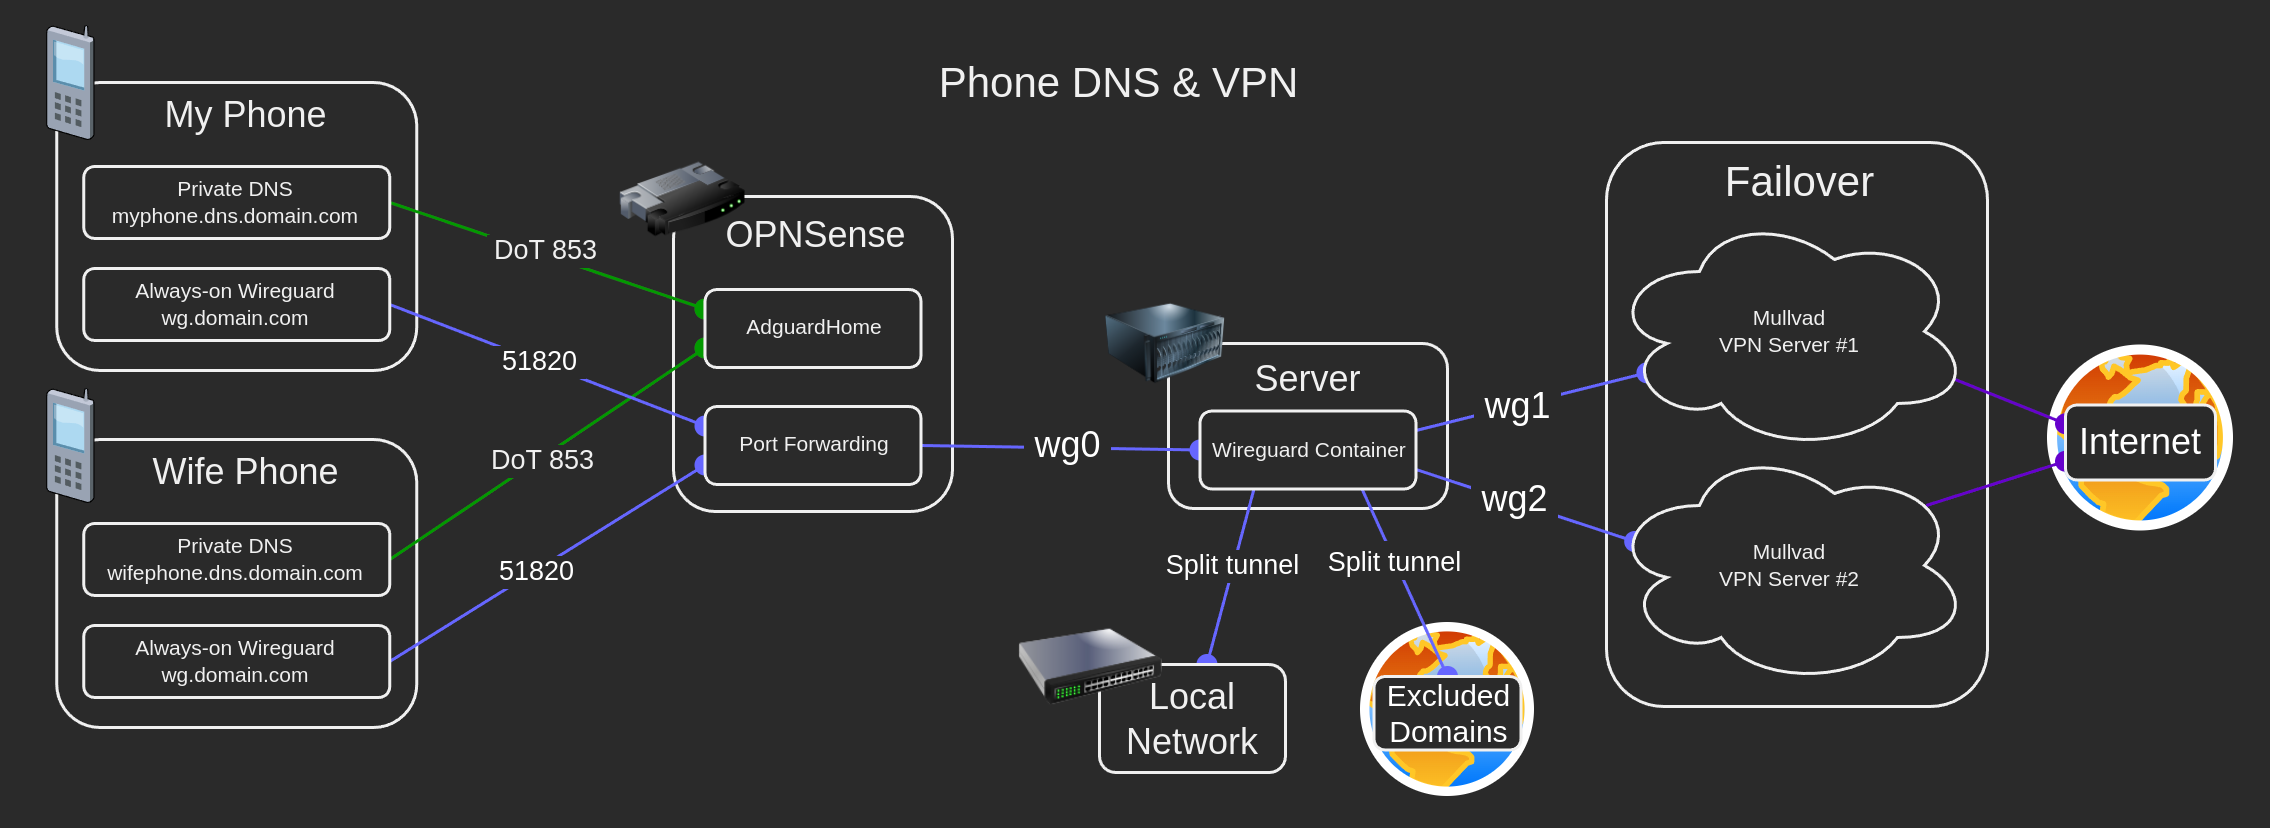 Phone DNS & VPN
My Phone
Private DNS
myphone.dns.domain.com
Always-on Wireguard
wg.domain.com
Wife Phone
Private DNS
wifephone.dns.domain.com
Always-on Wireguard
wg.domain.com
DoT 853
51820
DoT 853
51820
OPNSense
AdguardHome
Port Forwarding
wg0
Server
Wireguard Container
Split tunnel
Split tunnel
Local
Network
Excluded
Domains
wg1
wg2
Failover
Mullvad
VPN Server #1
Mullvad
VPN Server #2
Internet